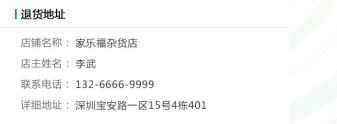 退货地址
店铺名称： 家乐福杂货店
店主姓名： 李武
联系电话： 132-6666-9999
详细地址： 深圳宝安路一区15号4栋401